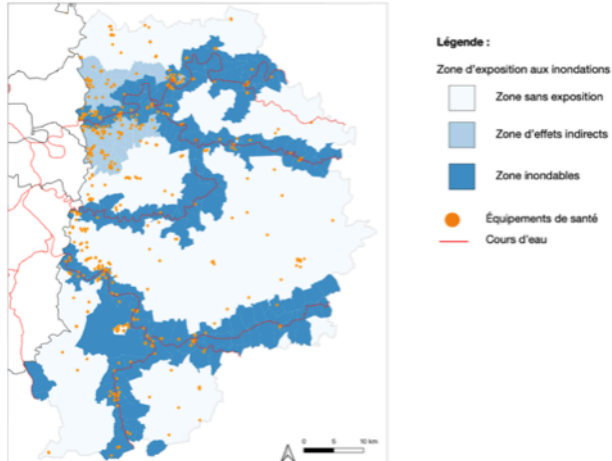 Légende :
Zone d'exposition aux inondations
Zone sans exposition
Zone d'effets indirects
Zone inondables
Équipements de santé
Cours d'eau
0 5 10 km